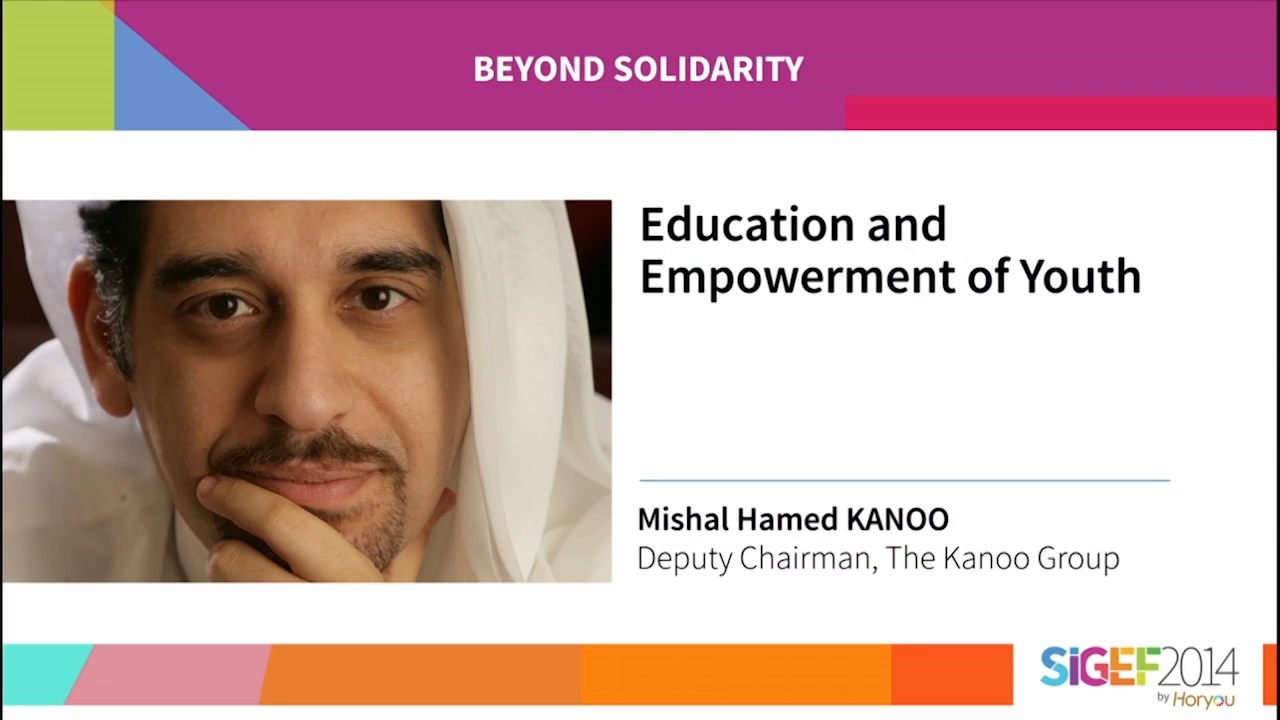 BEYOND SOLIDARITY
Education and
Empowerment of Youth
Mishal Hamed KANOO
Deputy Chairman, The Kanoo Group
SiGEF2014
by Horyou